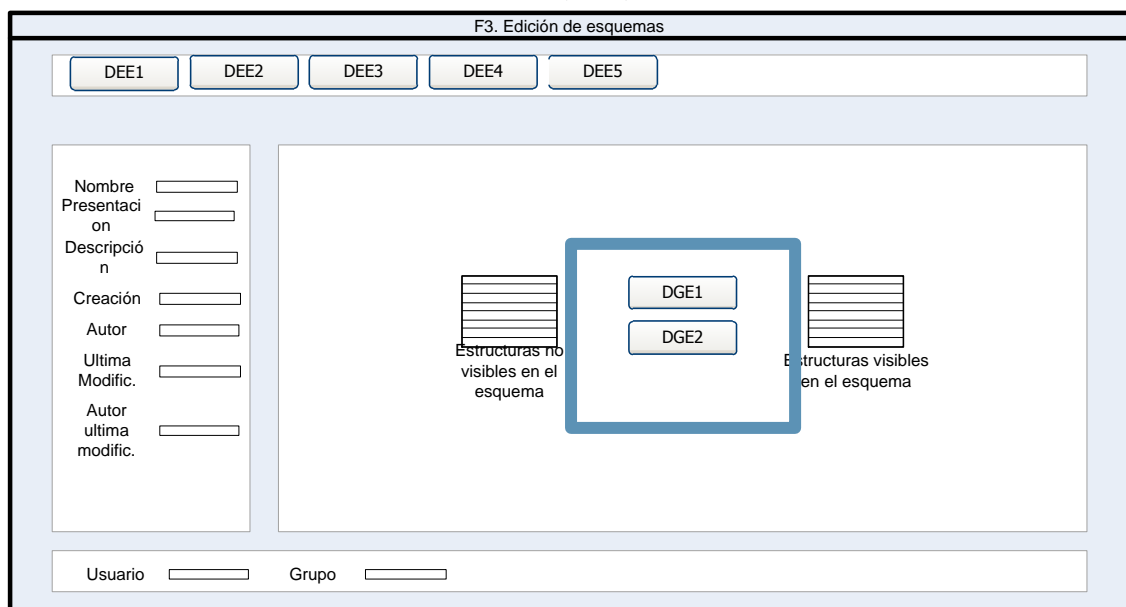 F3. Edición de esquemas
DEE1
DEE2
DEE3
DEE4
DEE5
Nombre
Presentaci
on
Descripció
n
Creación
Autor
Ultima
Modific.
Autor
ultima
modific.
Estructuras no
visibles en el
esquema
DGE1
DGE2
Estructuras visibles
en el esquema
Usuario
Grupo